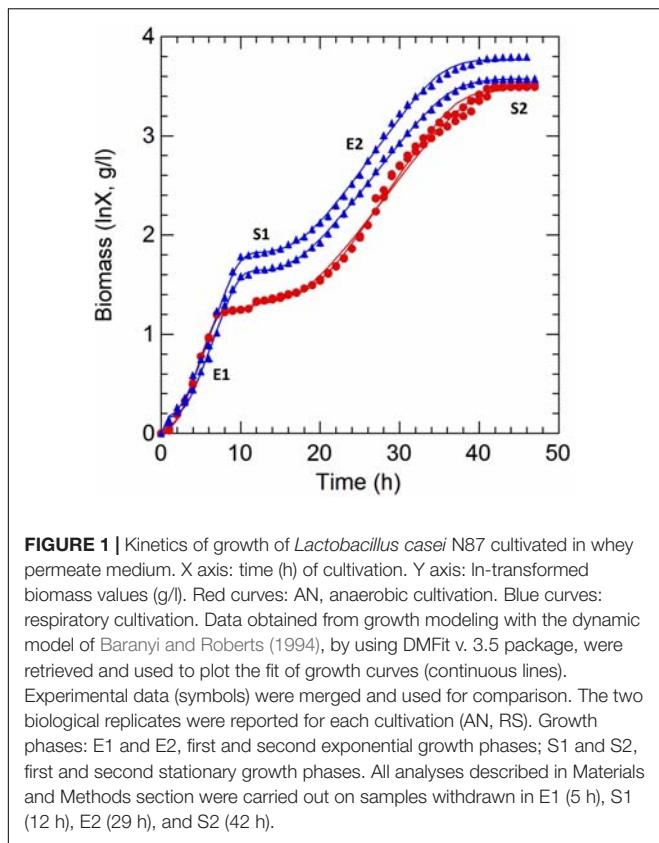 4
3
2
1
0
Biomass (lnX, g/l)
E2
S2
S1
E1
0 10 20 30 40 50
Time (h)
FIGURE 1 | Kinetics of growth of Lactobacillus casei N87 cultivated in whey
permeate medium. X axis: time (h) of cultivation. Y axis: ln-transformed
biomass values (g/l). Red curves: AN, anaerobic cultivation. Blue curves:
respiratory cultivation. Data obtained from growth modeling with the dynamic
model of Baranyi and Roberts (1994), by using DMFit v. 3.5 package, were
retrieved and used to plot the fit of growth curves (continuous lines).
Experimental data (symbols) were merged and used for comparison. The two
biological replicates were reported for each cultivation (AN, RS). Growth
phases: E1 and E2, first and second exponential growth phases; S1 and S2,
first and second stationary growth phases. All analyses described in Materials
and Methods section were carried out on samples withdrawn in E1 (5 h), S1
(12 h), E2 (29 h), and S2 (42 h).